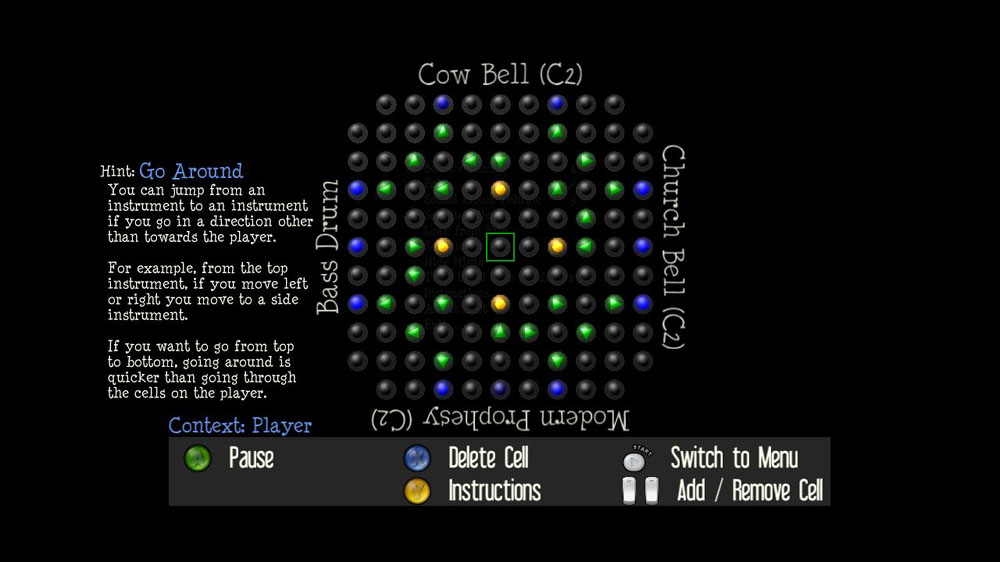 Cow Bell (C2)
Hint: Go Around
You can jump from an
instrument to an instrument
if you go in a direction other
than towards the player.
For example, from the top
instrument, if you move left
or right you move to a side
instrument.
If you want to go from top
to bottom, going around is
quicker than going through
the cells on the player.
Bass Drum
Church Bell (C2)
Modern Prophesy (C2)
Context: Player
A Pause
X Delete Cell
START Switch to Menu
Y Instructions
Add / Remove Cell